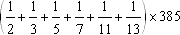 (1/2 + 1/3 + 1/5 + 1/7 + 1/11 + 1/13) × 385